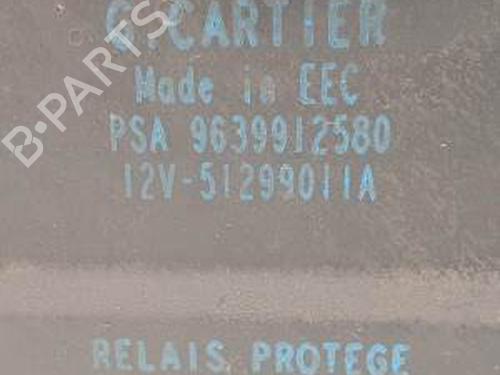 G.CARTIER
Made in EEC
PSA 9639912580
12V-51299011A
RELAIS PROTEGE
B-PARTS